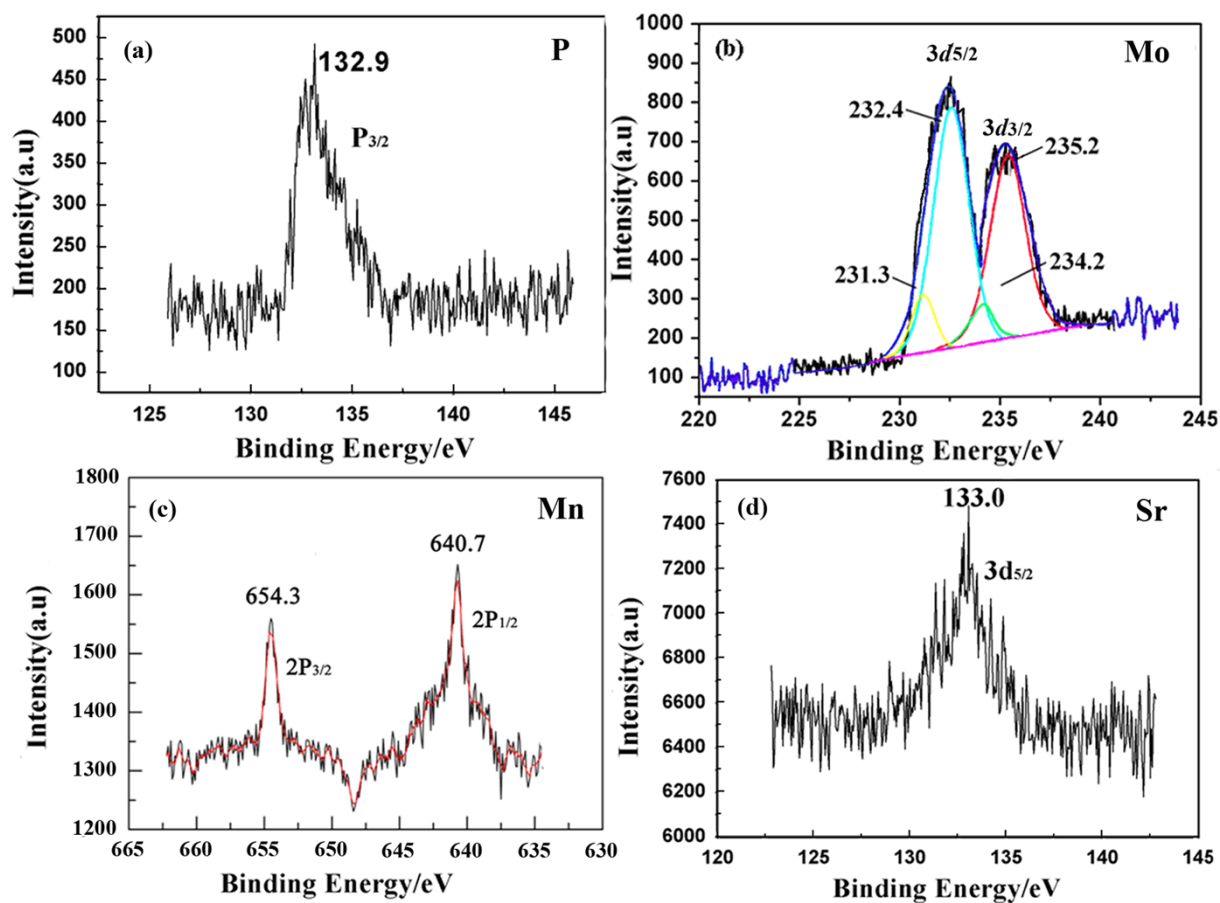 (a)
P
132.9
P3/2
500
450
400
350
300
250
200
150
100
125 130 135 140 145
Intensity(a.u)
Binding Energy/eV
(b)
Mo
3d5/2
232.4
3d3/2
235.2
231.3
234.2
1000
900
800
700
600
500
400
300
200
100
220 225 230 235 240 245
Intensity(a.u)
Binding Energy/eV
(c)
Mn
640.7
654.3
2P1/2
2P3/2
1800
1700
1600
1500
1400
1300
1200
665 660 655 650 645 640 635 630
Intensity(a.u)
Binding Energy/eV
(d)
Sr
133.0
3d5/2
7600
7400
7200
7000
6800
6600
6400
6200
6000
120 125 130 135 140 145
Intensity(a.u)
Binding Energy/eV